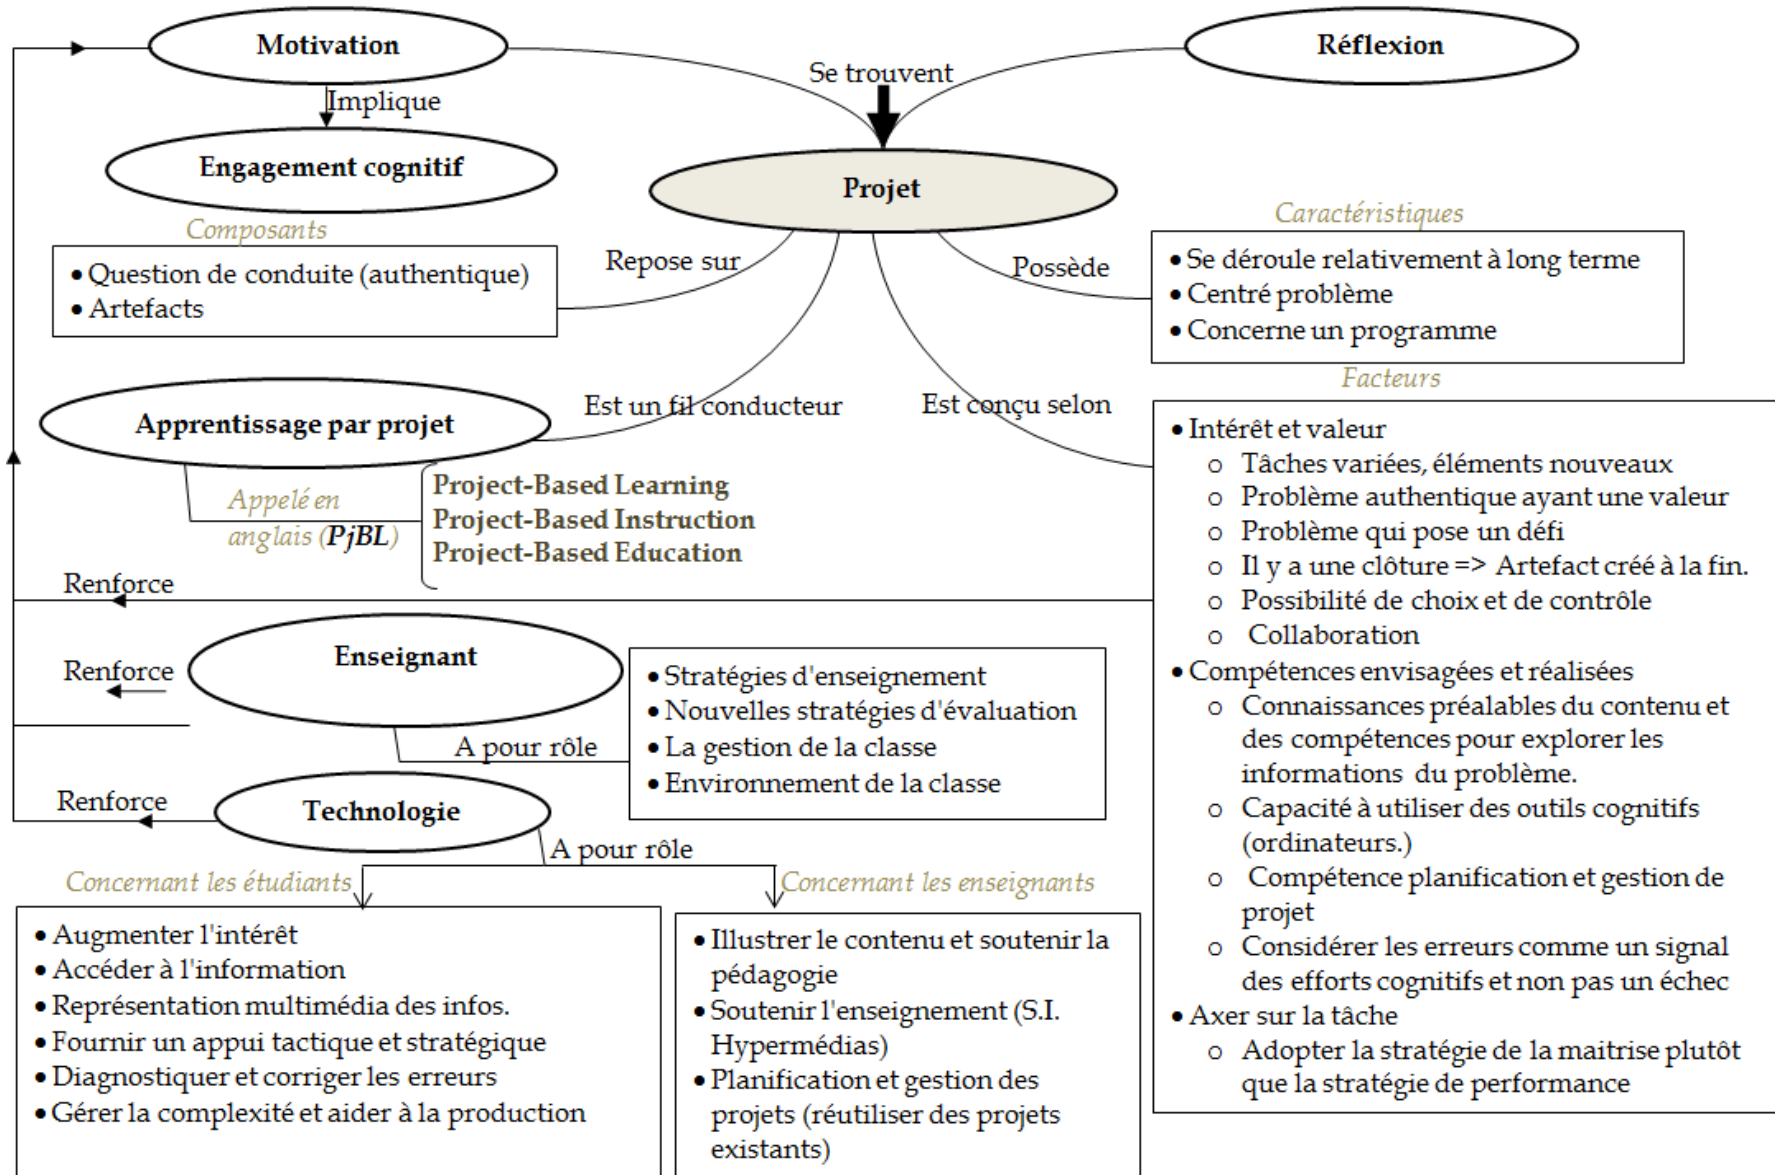 Motivation
Réflexion
Se trouvent
Implique
Engagement cognitif
Projet
Composants
• Question de conduite (authentique)
• Artefacts
Repose sur
Possède
Caractéristiques
• Se déroule relativement à long terme
• Centré problème
• Concerne un programme
Apprentissage par projet
Est un fil conducteur
Est conçu selon
Appelé en
anglais (PjBL)
Project-Based Learning
Project-Based Instruction
Project-Based Education
Facteurs
• Intérêt et valeur
o Tâches variées, éléments nouveaux
o Problème authentique ayant une valeur
o Problème qui pose un défi
o Il y a une clôture => Artefact créé à la fin.
o Possibilité de choix et de contrôle
o Collaboration
• Compétences envisagées et réalisées
o Connaissances préalables du contenu et
des compétences pour explorer les
informations du problème.
o Capacité à utiliser des outils cognitifs
(ordinateurs.)
o Compétence planification et gestion de
projet
o Considérer les erreurs comme un signal
des efforts cognitifs et non pas un échec
• Axer sur la tâche
o Adopter la stratégie de la maitrise plutôt
que la stratégie de performance
Renforce
Renforce
Enseignant
A pour rôle
• Stratégies d'enseignement
• Nouvelles stratégies d'évaluation
• La gestion de la classe
• Environnement de la classe
Renforce
Technologie
A pour rôle
Concernant les étudiants
• Augmenter l'intérêt
• Accéder à l'information
• Représentation multimédia des infos.
• Fournir un appui tactique et stratégique
• Diagnostiquer et corriger les erreurs
• Gérer la complexité et aider à la production
Concernant les enseignants
• Illustrer le contenu et soutenir la
pédagogie
• Soutenir l'enseignement (S.I.
Hypermédias)
• Planification et gestion des
projets (réutiliser des projets
existants)